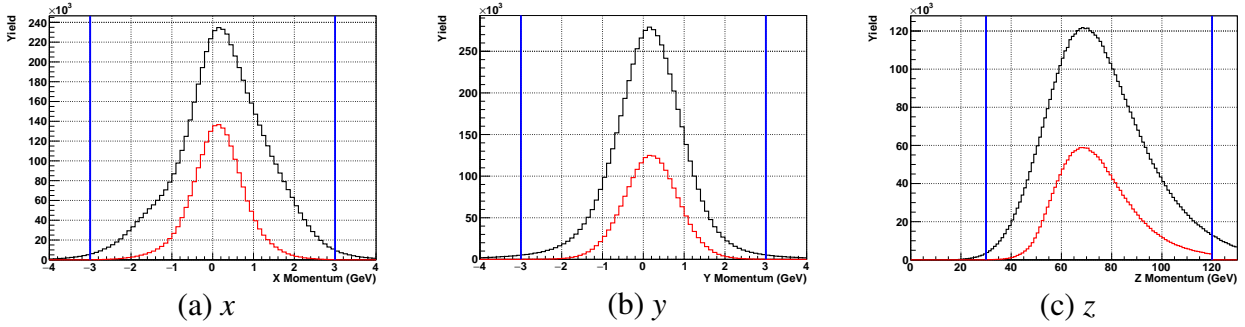 ×10³
Yield
240
220
200
180
160
140
120
100
80
60
40
20
0
−4 −3 −2 −1 0 1 2 3 4
X Momentum (GeV)
(a) x
×10³
Yield
250
200
150
100
50
0
−4 −3 −2 −1 0 1 2 3 4
Y Momentum (GeV)
(b) y
×10³
Yield
120
100
80
60
40
20
0
0 20 40 60 80 100 120
Z Momentum (GeV)
(c) z